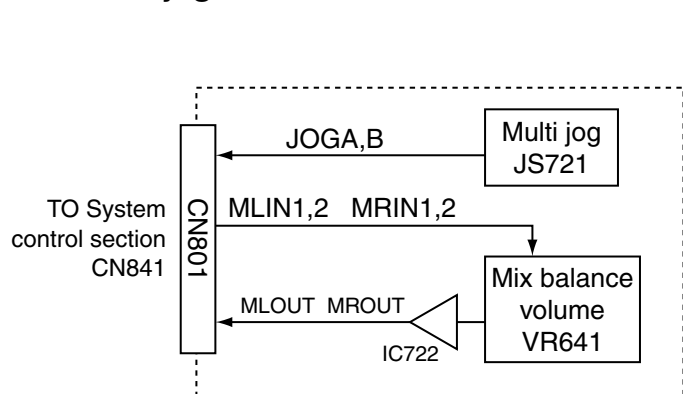 JOGA,B
Multi jog
JS721
TO System
control section
CN841
CN801
MLIN1,2 MRIN1,2
Mix balance
volume
VR641
MLOUT MROUT
IC722